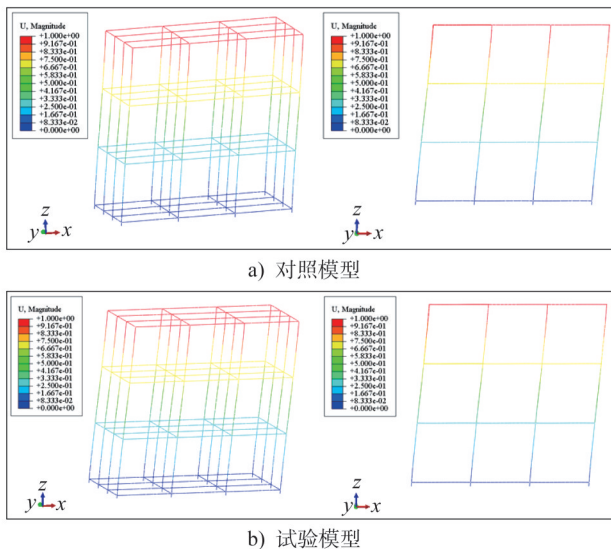 U, Magnitude
+1.000e+00
+9.167e-01
+8.333e-01
+7.500e-01
+6.667e-01
+5.833e-01
+5.000e-01
+4.167e-01
+3.333e-01
+2.500e-01
+1.667e-01
+8.333e-02
+0.000e+00
z
y x
U, Magnitude
+1.000e+00
+9.167e-01
+8.333e-01
+7.500e-01
+6.667e-01
+5.833e-01
+5.000e-01
+4.167e-01
+3.333e-01
+2.500e-01
+1.667e-01
+8.333e-02
+0.000e+00
z
y x
a) 对照模型
U, Magnitude
+1.000e+00
+9.167e-01
+8.333e-01
+7.500e-01
+6.667e-01
+5.833e-01
+5.000e-01
+4.167e-01
+3.333e-01
+2.500e-01
+1.667e-01
+8.333e-02
+0.000e+00
z
y x
U, Magnitude
+1.000e+00
+9.167e-01
+8.333e-01
+7.500e-01
+6.667e-01
+5.833e-01
+5.000e-01
+4.167e-01
+3.333e-01
+2.500e-01
+1.667e-01
+8.333e-02
+0.000e+00
z
y x
b) 试验模型